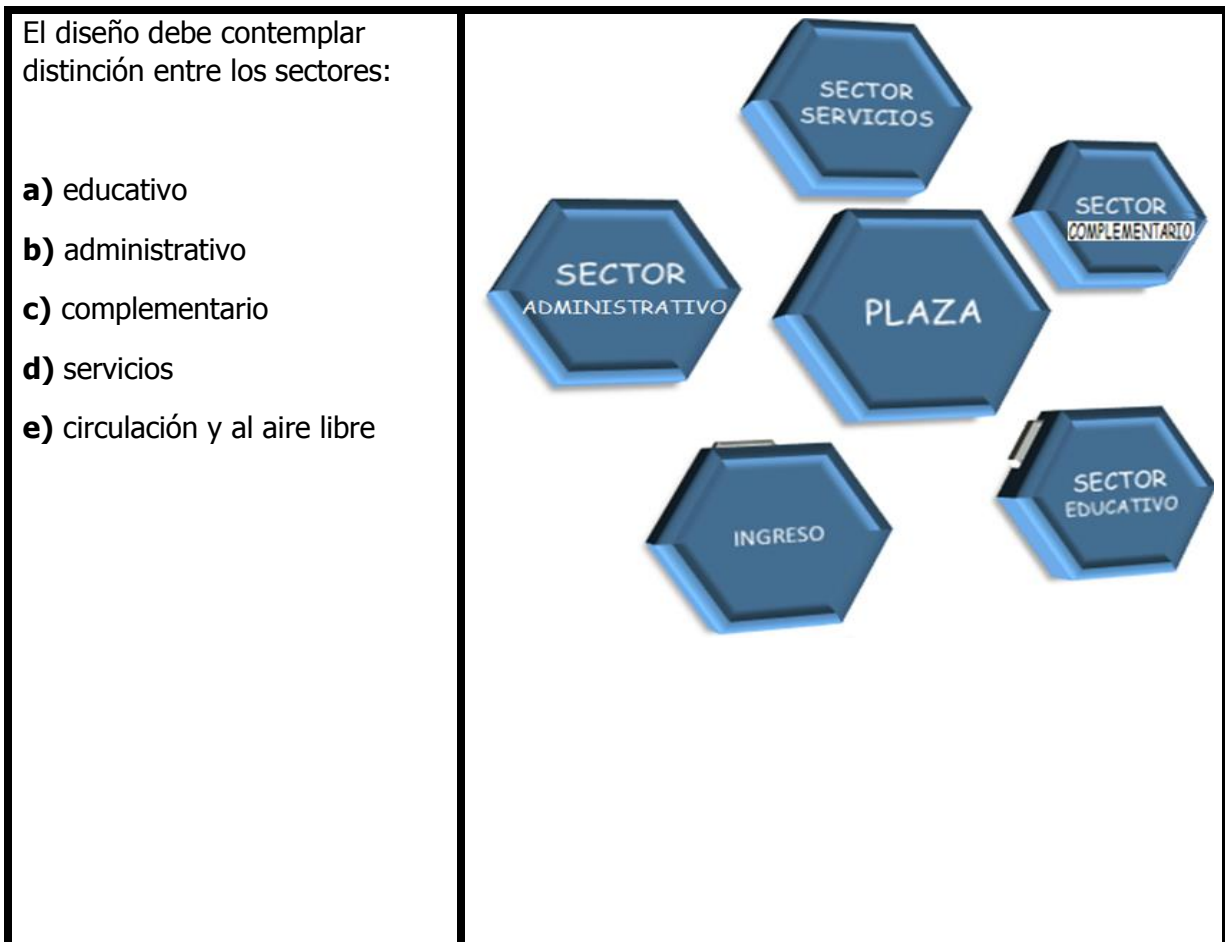 El diseño debe contemplar
distinción entre los sectores:
a) educativo
b) administrativo
c) complementario
d) servicios
e) circulación y al aire libre
SECTOR
SERVICIOS
SECTOR
COMPLEMENTARIO
SECTOR
ADMINISTRATIVO
PLAZA
SECTOR
EDUCATIVO
INGRESO